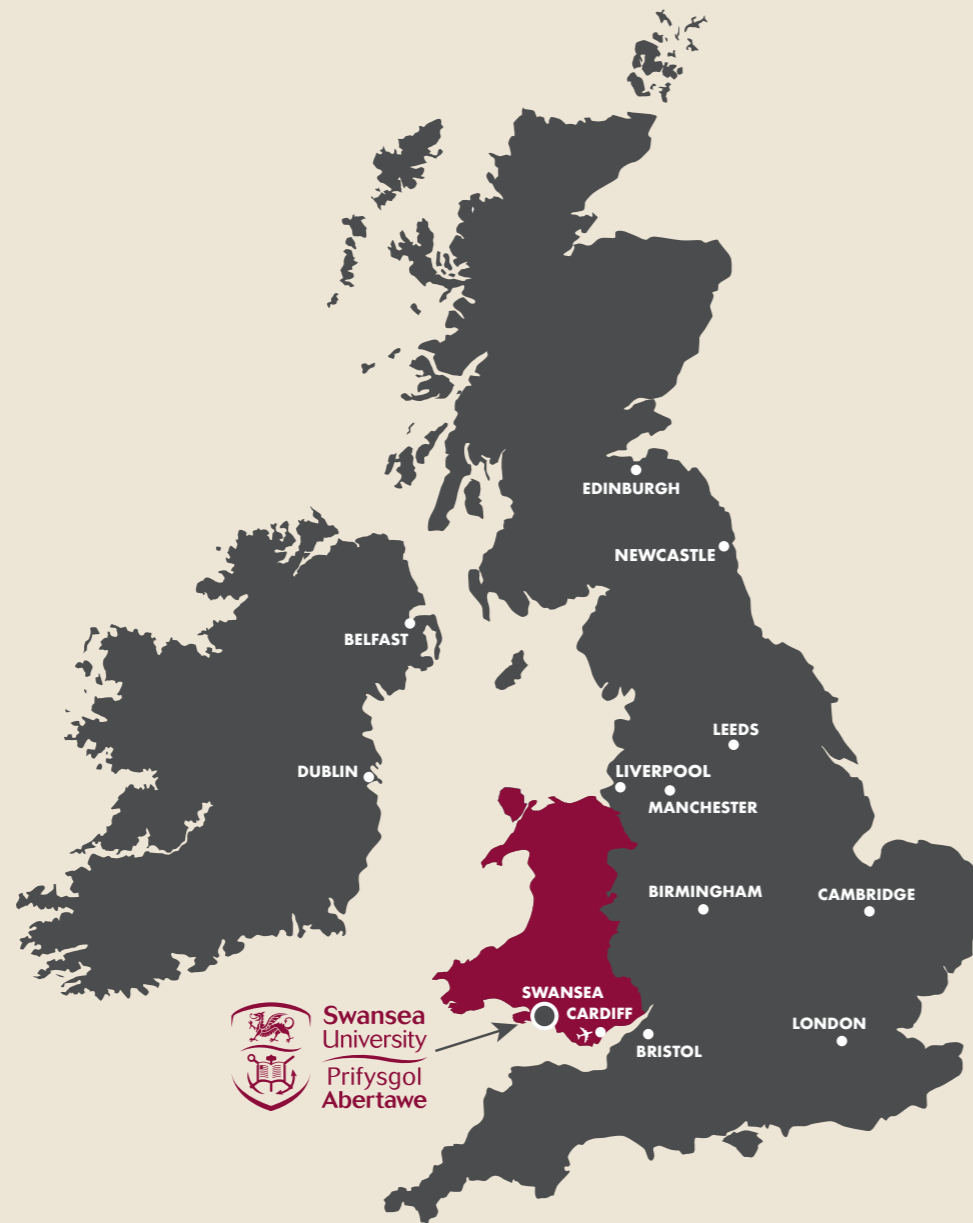 EDINBURGH
NEWCASTLE
BELFAST
LEEDS
DUBLIN
LIVERPOOL
MANCHESTER
BIRMINGHAM
CAMBRIDGE
SWANSEA
CARDIFF
LONDON
BRISTOL
Swansea
University
Prifysgol
Abertawe